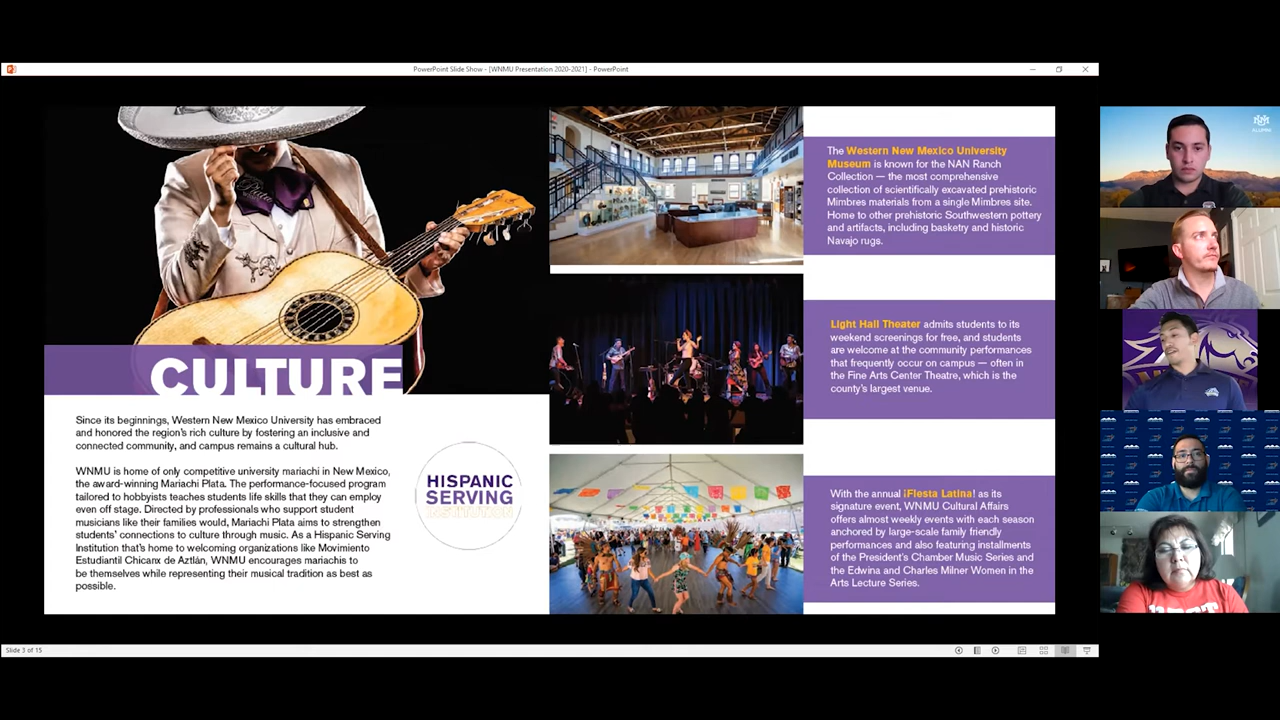 PowerPoint Slide Show - [WNMU Presentation 2020-2021] - PowerPoint
CULTURE
Since its beginnings, Western New Mexico University has embraced
and honored the region's rich culture by fostering an inclusive and
connected community, and campus remains a cultural hub.
WNMU is home of only competitive university mariachi in New Mexico,
the award-winning Mariachi Plata. The performance-focused program
tailored to hobbyists teaches students life skills that they can employ
even off stage. Directed by professionals who support student
musicians like their families would, Mariachi Plata aims to strengthen
students' connections to culture through music. As a Hispanic Serving
Institution that's home to welcoming organizations like Movimiento
Estudiantil Chicanx de Aztlán, WNMU encourages mariachis to
be themselves while representing their musical tradition as best as
possible.
HISPANIC
SERVING
INSTITUTION
The Western New Mexico University
Museum is known for the NAN Ranch
Collection — the most comprehensive
collection of scientifically excavated prehistoric
Mimbres materials from a single Mimbres site.
Home to other prehistoric Southwestern pottery
and artifacts, including basketry and historic
Navajo rugs.
Light Hall Theater admits students to its
weekend screenings for free, and students
are welcome at the community performances
that frequently occur on campus — often in
the Fine Arts Center Theatre, which is the
county's largest venue.
With the annual ¡Fiesta Latina! as its
signature event, WNMU Cultural Affairs
offers almost weekly events with each season
anchored by large-scale family friendly
performances and also featuring installments
of the President's Chamber Music Series and
the Edwina and Charles Milner Women in the
Arts Lecture Series.
ALUMNI
Slide 3 of 15